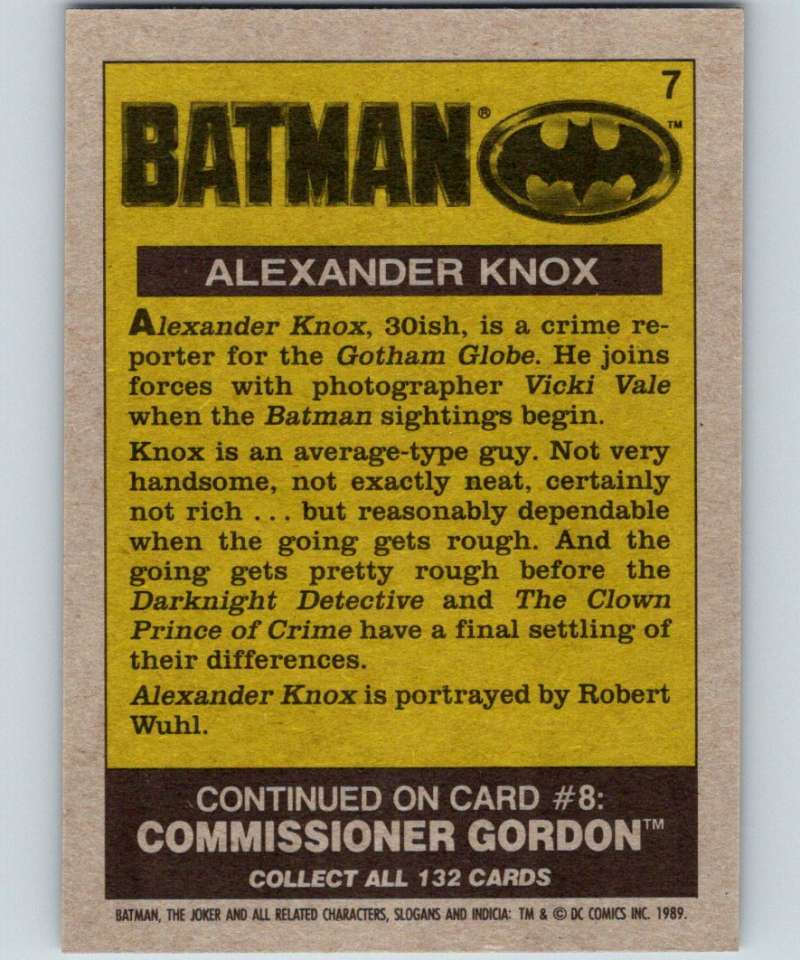 7
BATMAN® ™
ALEXANDER KNOX
Alexander Knox, 30ish, is a crime re-
porter for the Gotham Globe. He joins
forces with photographer Vicki Vale
when the Batman sightings begin.
Knox is an average-type guy. Not very
handsome, not exactly neat, certainly
not rich ... but reasonably dependable
when the going gets rough. And the
going gets pretty rough before the
Darknight Detective and The Clown
Prince of Crime have a final settling of
their differences.
Alexander Knox is portrayed by Robert
Wuhl.
CONTINUED ON CARD #8:
COMMISSIONER GORDON™
COLLECT ALL 132 CARDS
BATMAN, THE JOKER AND ALL RELATED CHARACTERS, SLOGANS AND INDICIA: TM & © DC COMICS INC. 1989.